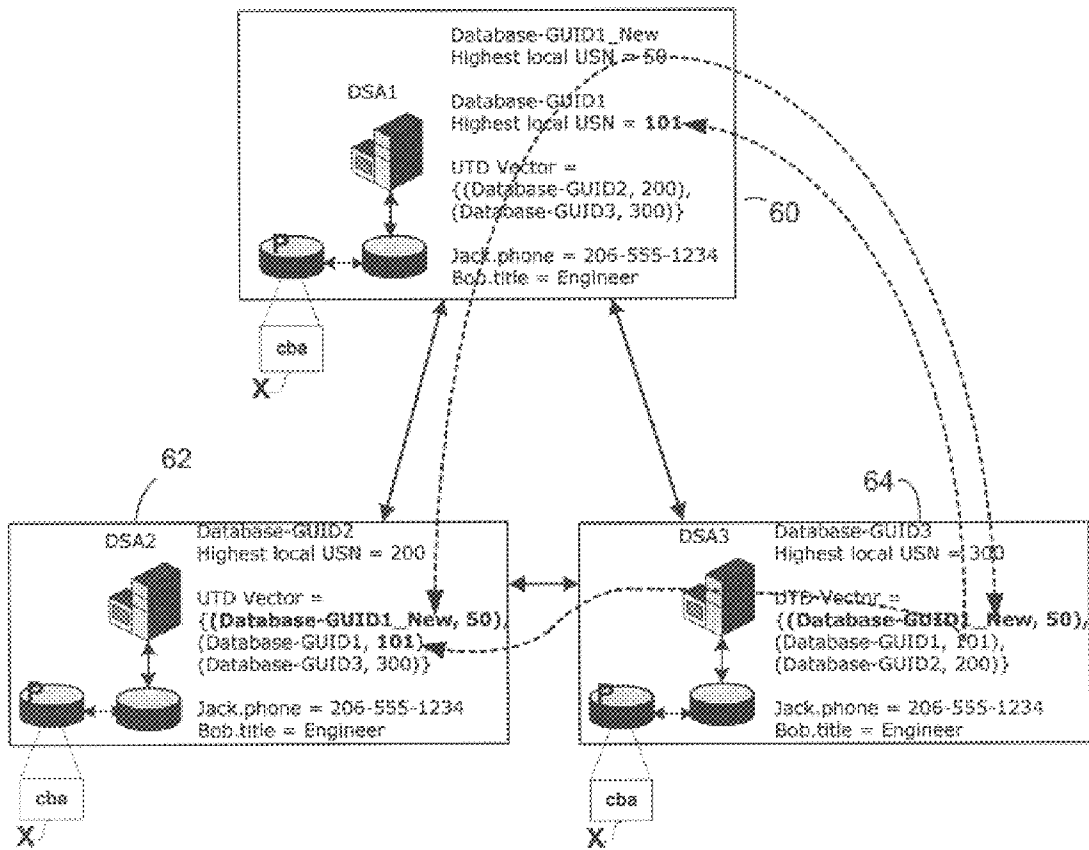 Database-GUID1_New
Highest local USN = 50
DSA1
Database-GUID1
Highest local USN = 101
UTD Vector =
{(Database-GUID2, 200),
(Database-GUID3, 300)}
60
P
Jack.phone = 206-555-1234
Bob.title = Engineer
cba
X
62
DSA2
Database-GUID2
Highest local USN = 200
UTD Vector =
{(Database-GUID1_New, 50),
(Database-GUID1, 101)
(Database-GUID3, 300)}
P
Jack.phone = 206-555-1234
Bob.title = Engineer
cba
X
64
DSA3
Database-GUID3
Highest local USN = 300
UTD Vector =
{(Database-GUID1_New, 50),
(Database-GUID1, 101),
(Database-GUID2, 200)}
P
Jack.phone = 206-555-1234
Bob.title = Engineer
cba
X